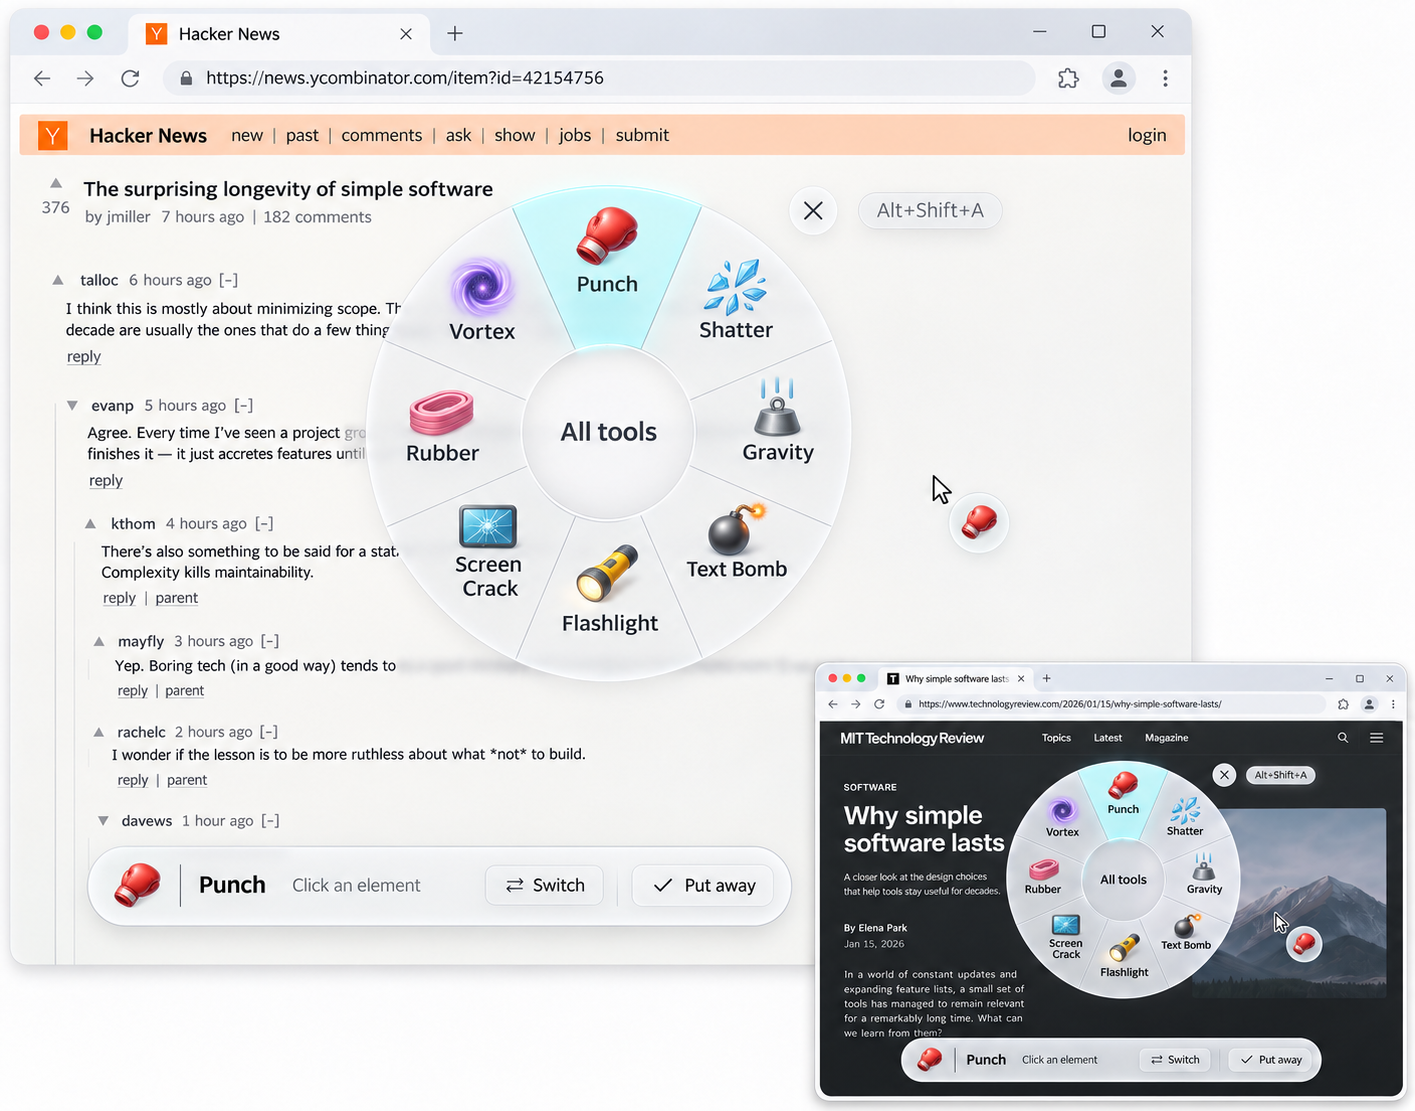 Hacker News
https://news.ycombinator.com/item?id=42154756
Y Hacker News new | past | comments | ask | show | jobs | submit login
The surprising longevity of simple software
376
by jmiller 7 hours ago | 182 comments
Alt+Shift+A
talloc 6 hours ago [-]
I think this is mostly about minimizing scope. Th
decade are usually the ones that do a few thing
reply
evanp 5 hours ago [-]
Agree. Every time I’ve seen a project gro
finishes it — it just accretes features until
reply
kthom 4 hours ago [-]
There’s also something to be said for a stat
Complexity kills maintainability.
reply | parent
mayfly 3 hours ago [-]
Yep. Boring tech (in a good way) tends to
reply | parent
rachelc 2 hours ago [-]
I wonder if the lesson is to be more ruthless about what *not* to build.
reply | parent
davews 1 hour ago [-]
Punch
Shatter
Gravity
Text Bomb
Flashlight
Screen
Crack
Rubber
Vortex
All tools
Punch Click an element Switch Put away
T Why simple software lasts
https://www.technologyreview.com/2026/01/15/why-simple-software-lasts/
MIT Technology Review Topics Latest Magazine
Alt+Shift+A
SOFTWARE
Why simple
software lasts
A closer look at the design choices
that help tools stay useful for decades.
By Elena Park
Jan 15, 2026
In a world of constant updates and
expanding feature lists, a small set of
tools has managed to remain relevant
for a remarkably long time. What can
we learn from them?
Punch
Shatter
Gravity
Text Bomb
Flashlight
Screen
Crack
Rubber
Vortex
All tools
Punch Click an element Switch Put away